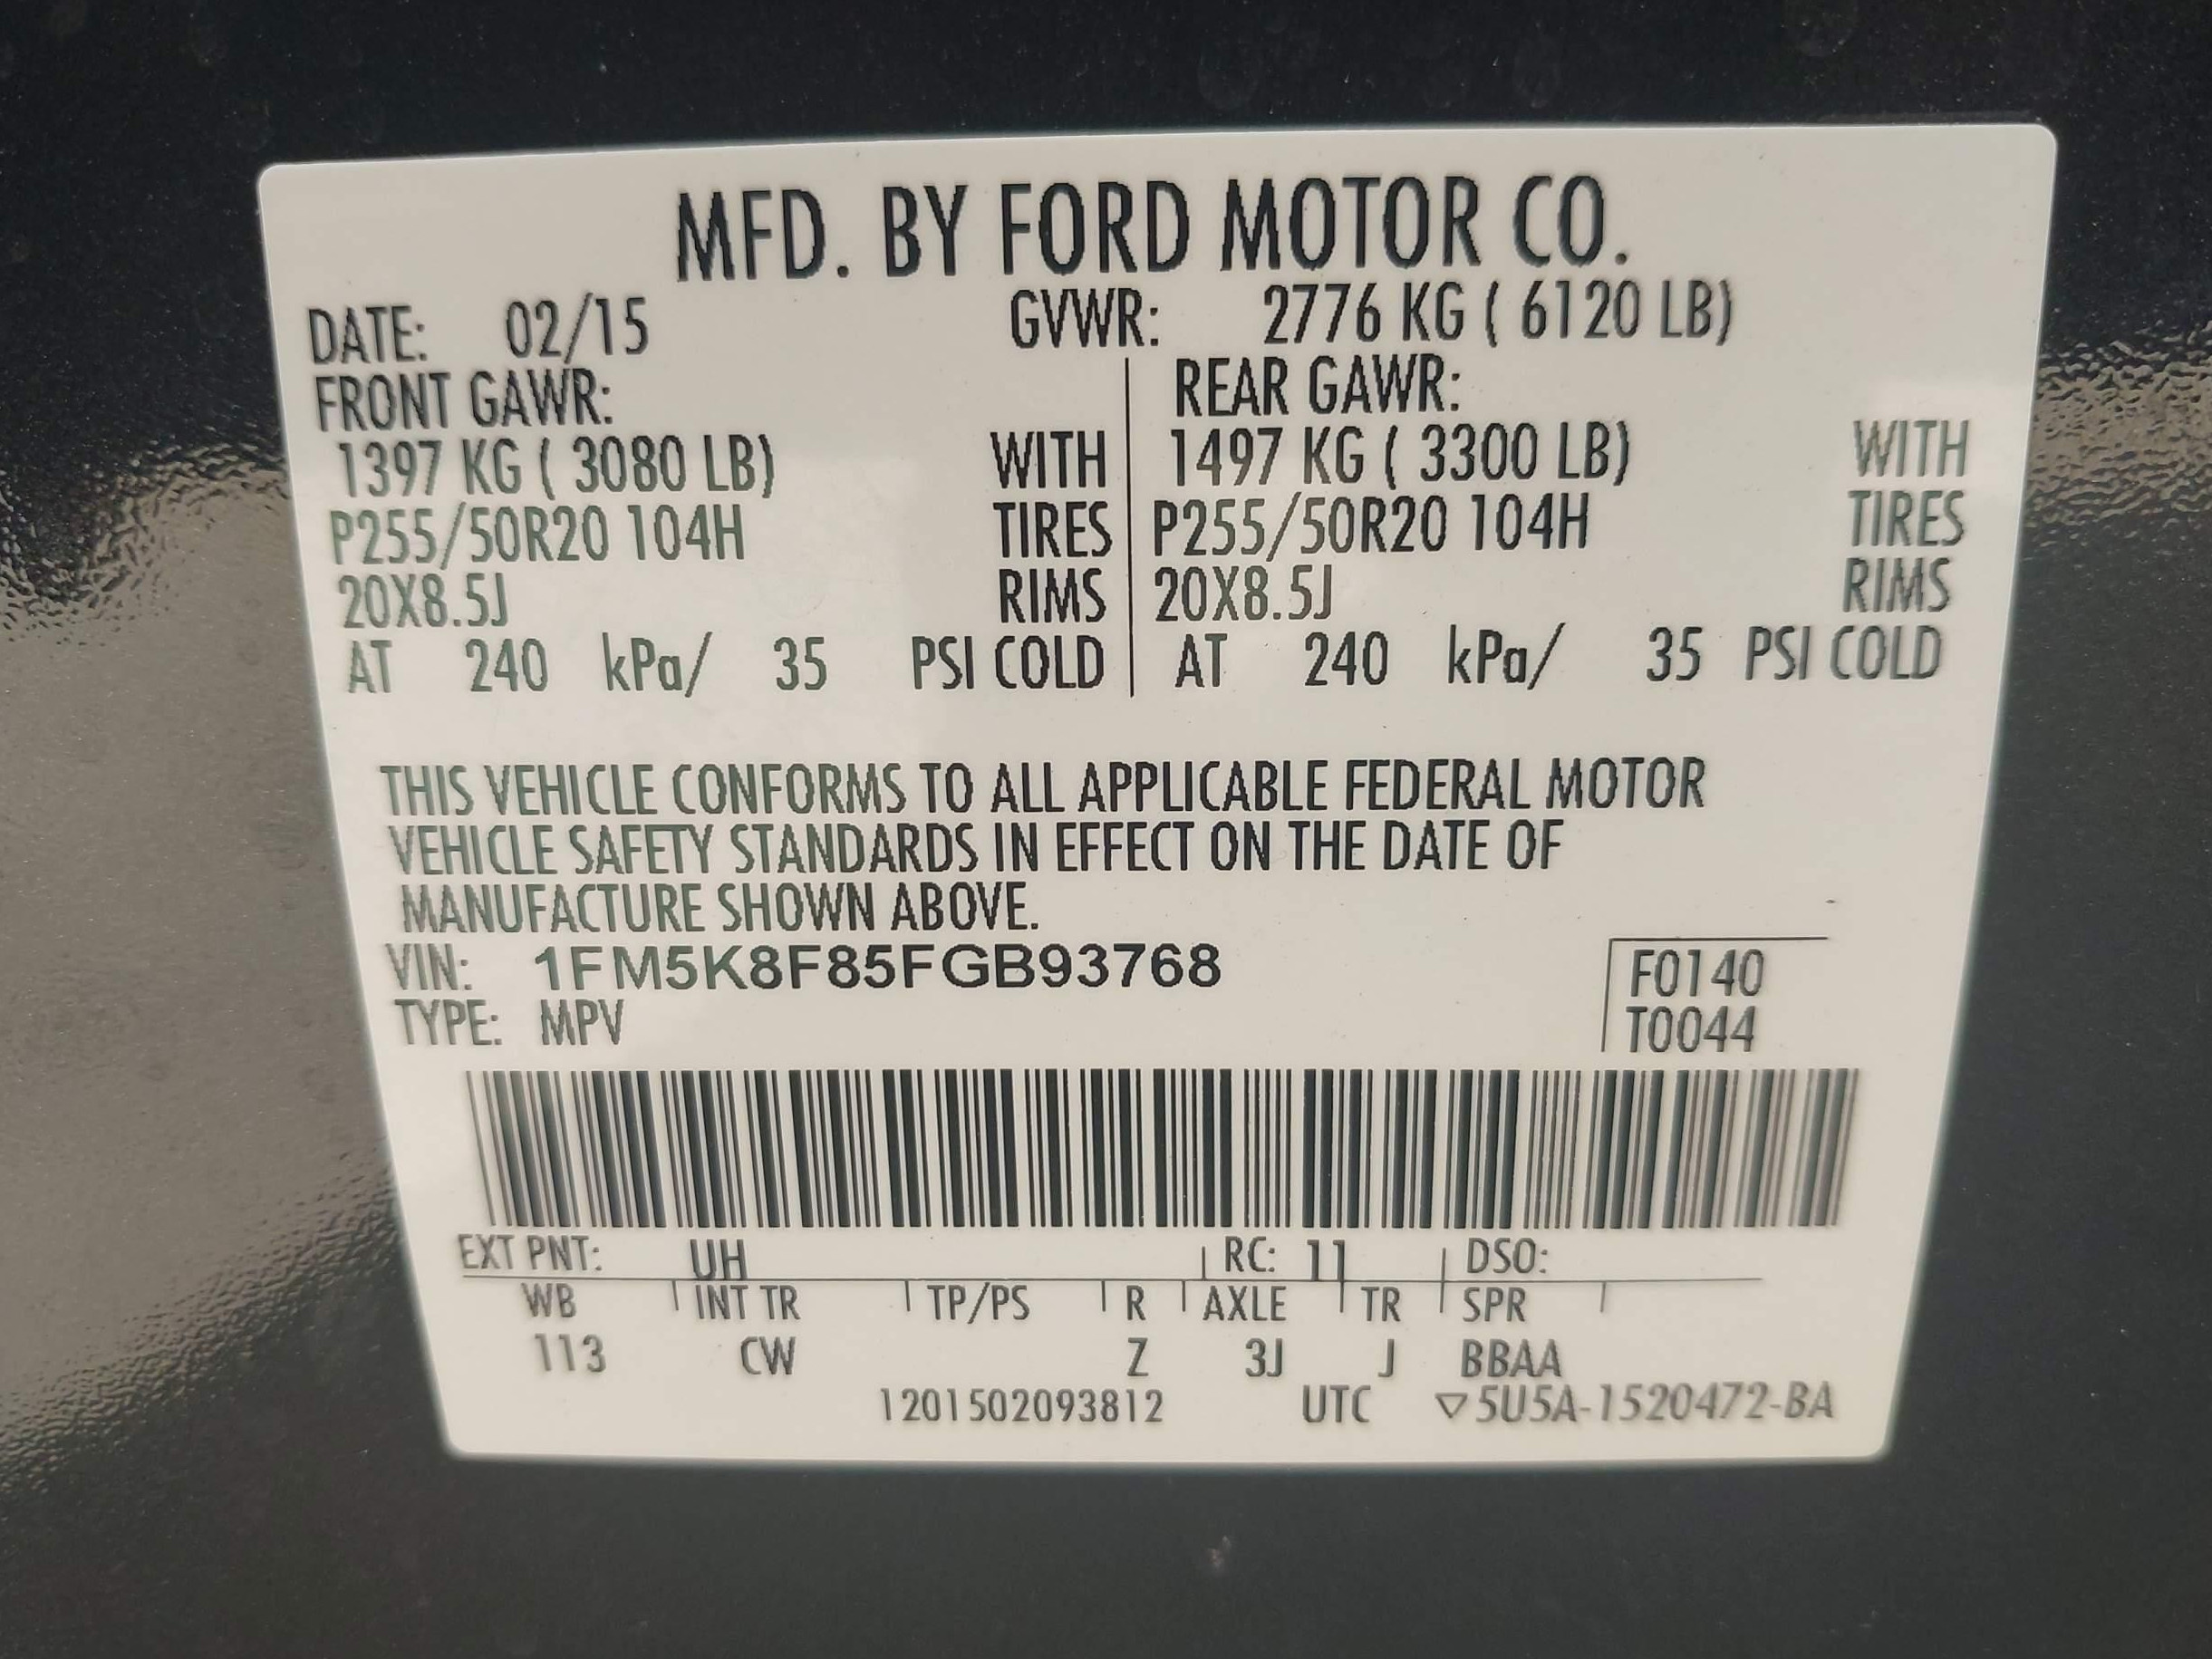 MFD. BY FORD MOTOR CO.
DATE: 02/15 GVWR: 2776 KG ( 6120 LB)
FRONT GAWR: REAR GAWR:
1397 KG ( 3080 LB) WITH 1497 KG ( 3300 LB) WITH
P255/50R20 104H TIRES P255/50R20 104H TIRES
20X8.5J RIMS 20X8.5J RIMS
AT 240 kPa/ 35 PSI COLD AT 240 kPa/ 35 PSI COLD
THIS VEHICLE CONFORMS TO ALL APPLICABLE FEDERAL MOTOR
VEHICLE SAFETY STANDARDS IN EFFECT ON THE DATE OF
MANUFACTURE SHOWN ABOVE.
VIN: 1FM5K8F85FGB93768 F0140
TYPE: MPV T0044
EXT PNT: UH RC: 11 DSO:
WB INT TR TP/PS R AXLE TR SPR
113 CW Z 3J J BBAA
1201502093812 UTC ▽5U5A-1520472-BA